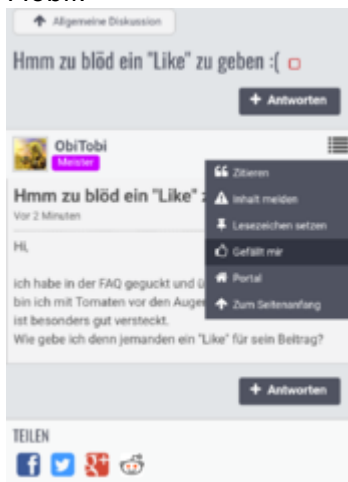 Allgemeine Diskussion
Hmm zu blöd ein "Like" zu geben :(
+ Antworten
ObiTobi
Meister
Zitieren
Hmm zu blöd ein "Like"
Inhalt melden
Vor 2 Minuten
Lesezeichen setzen
Hi,
Gefällt mir
ich habe in der FAQ geguckt und
Portal
bin ich mit Tomaten vor den Augen
Zum Seitenanfang
ist besonders gut versteckt.
Wie gebe ich denn jemanden ein "Like" für sein Beitrag?
+ Antworten
TEILEN